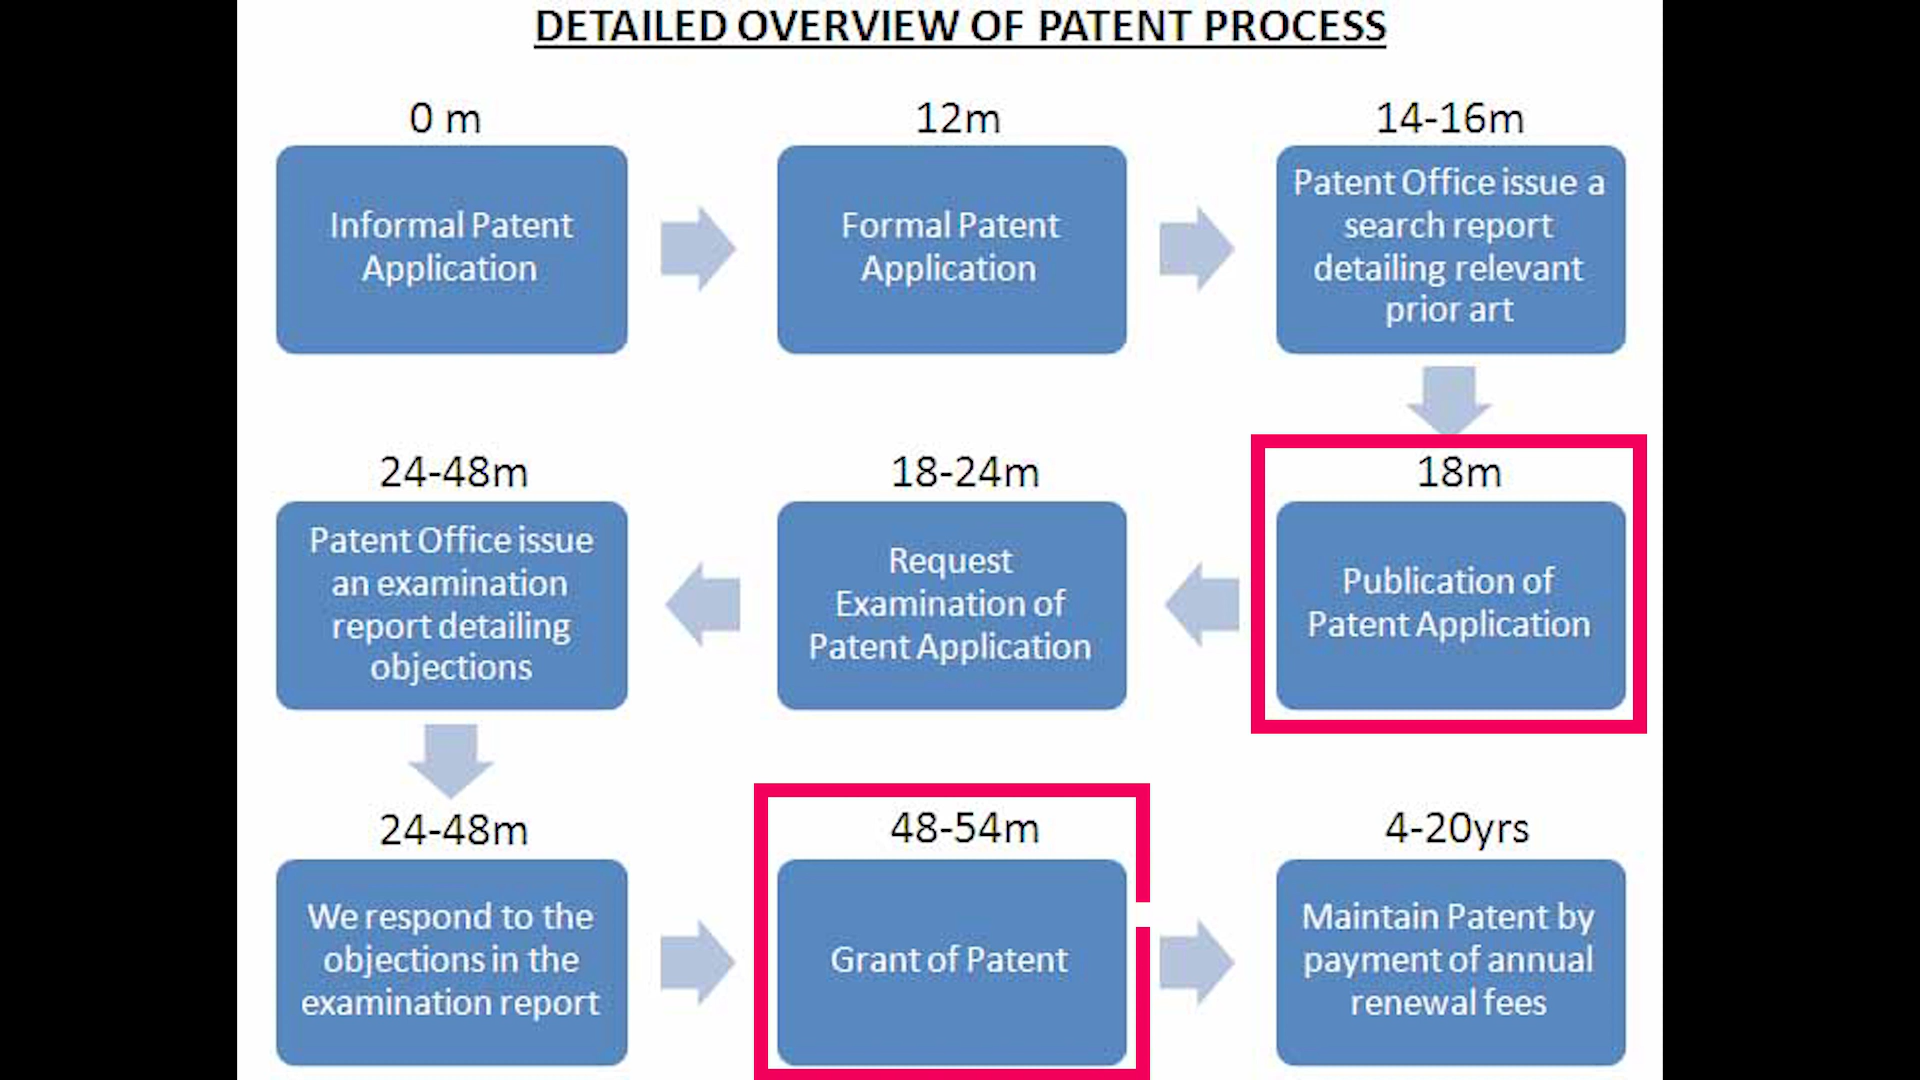 DETAILED OVERVIEW OF PATENT PROCESS
0 m
Informal Patent
Application
12m
Formal Patent
Application
14-16m
Patent Office issue a
search report
detailing relevant
prior art
18m
Publication of
Patent Application
18-24m
Request
Examination of
Patent Application
24-48m
Patent Office issue
an examination
report detailing
objections
24-48m
We respond to the
objections in the
examination report
48-54m
Grant of Patent
4-20yrs
Maintain Patent by
payment of annual
renewal fees